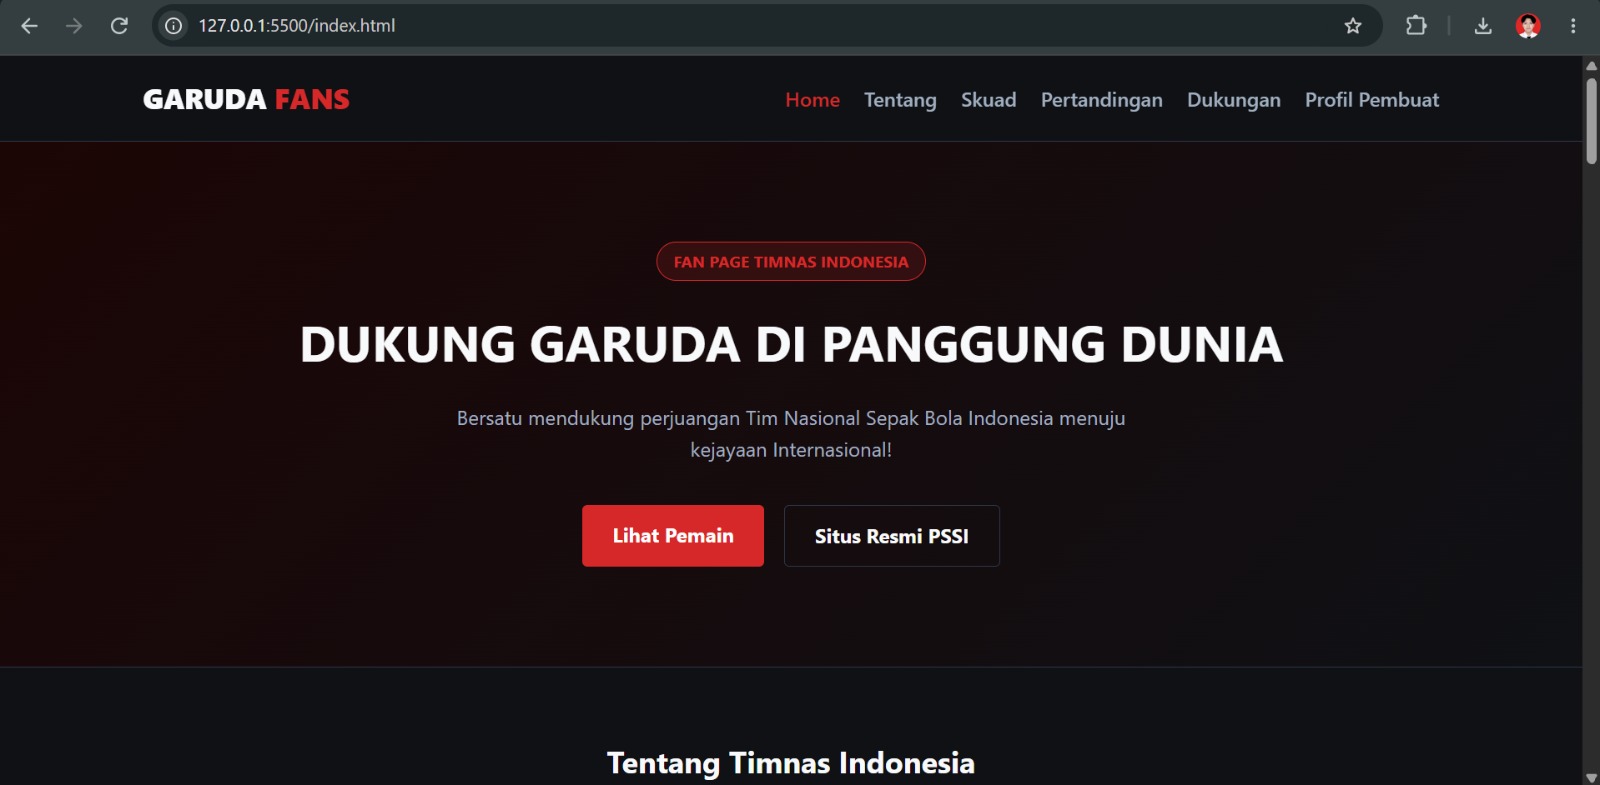 127.0.0.1:5500/index.html
GARUDA FANS
Home Tentang Skuad Pertandingan Dukungan Profil Pembuat
FAN PAGE TIMNAS INDONESIA
DUKUNG GARUDA DI PANGGUNG DUNIA
Bersatu mendukung perjuangan Tim Nasional Sepak Bola Indonesia menuju
kejayaan Internasional!
Lihat Pemain Situs Resmi PSSI
Tentang Timnas Indonesia